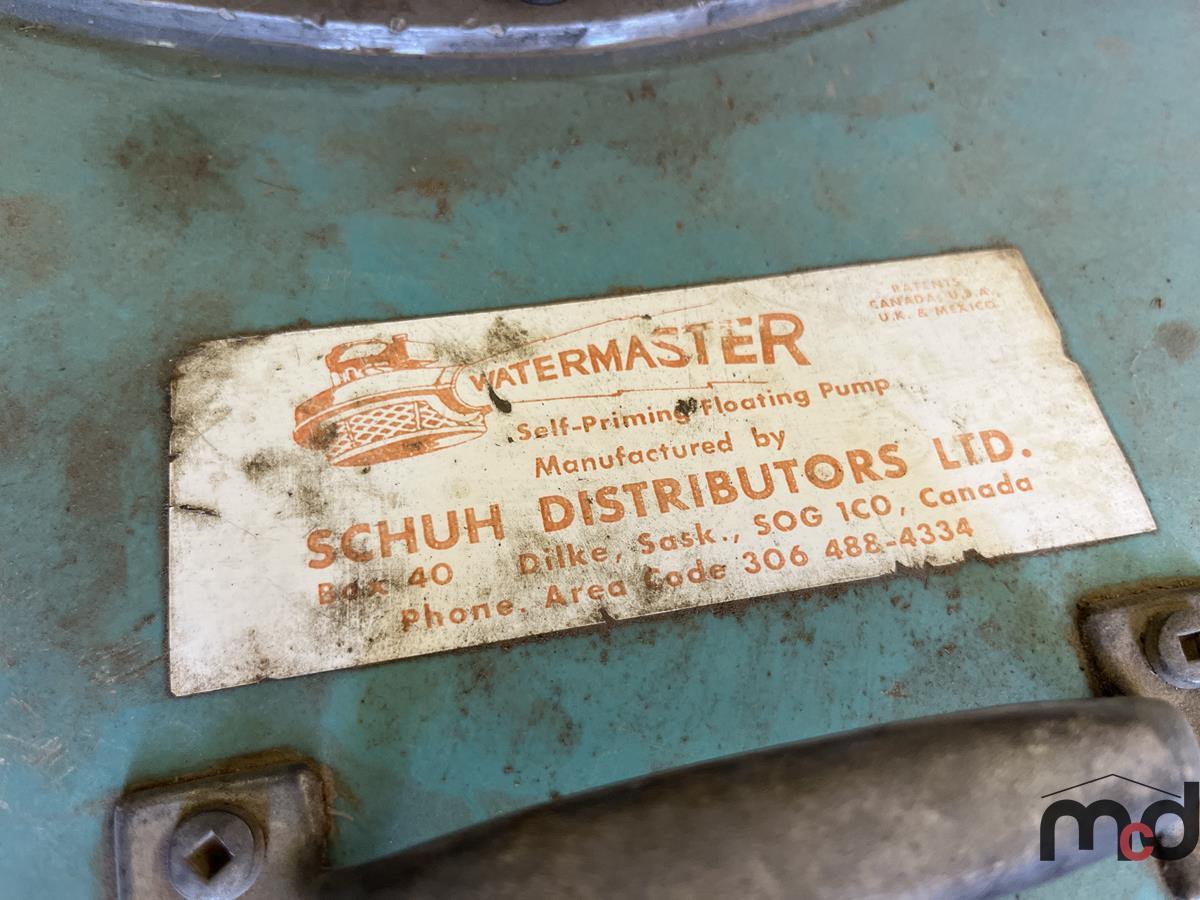 PATENTS
CANADA, U.S.A.
U.K. & MEXICO
WATERMASTER
Self-Priming Floating Pump
Manufactured by
SCHUH DISTRIBUTORS LTD.
Box 40 Dilke, Sask., SOG 1CO, Canada
Phone. Area Code 306 488-4334
mcd